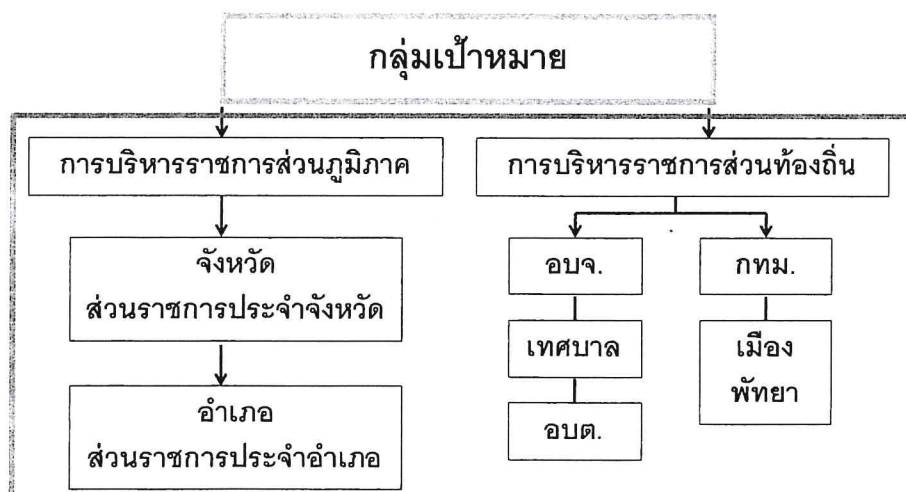 กลุ่มเป้าหมาย
การบริหารราชการส่วนภูมิภาค
จังหวัด
ส่วนราชการประจำจังหวัด
อำเภอ
ส่วนราชการประจำอำเภอ
การบริหารราชการส่วนท้องถิ่น
อบจ.
เทศบาล
อบต.
กทม.
เมือง
พัทยา